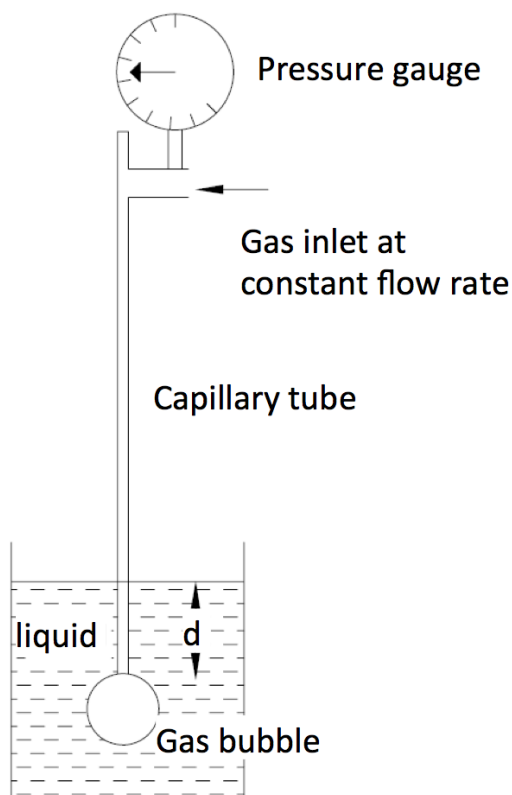 Pressure gauge
Gas inlet at
constant flow rate
Capillary tube
liquid
d
Gas bubble